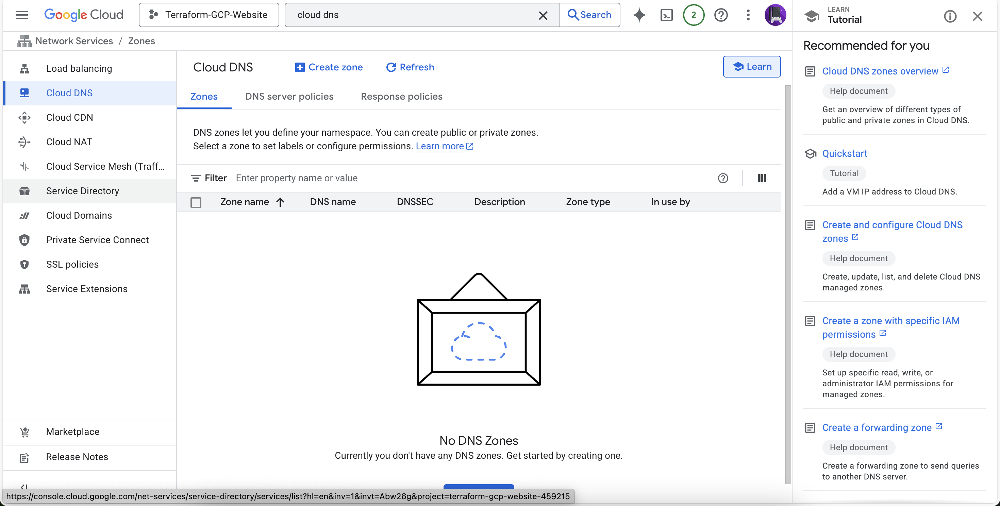 Google Cloud
Terraform-GCP-Website
cloud dns
Search
2
LEARN
Tutorial
Network Services / Zones
Load balancing
Cloud DNS
Cloud CDN
Cloud NAT
Cloud Service Mesh (Traff...
Service Directory
Cloud Domains
Private Service Connect
SSL policies
Service Extensions
Marketplace
Release Notes
Cloud DNS
Create zone
Refresh
Learn
Zones
DNS server policies
Response policies
DNS zones let you define your namespace. You can create public or private zones.
Select a zone to set labels or configure permissions. Learn more
Filter Enter property name or value
Zone name
DNS name
DNSSEC
Description
Zone type
In use by
No DNS Zones
Currently you don't have any DNS zones. Get started by creating one.
Recommended for you
Cloud DNS zones overview
Help document
Get an overview of different types of
public and private zones in Cloud DNS.
Quickstart
Tutorial
Add a VM IP address to Cloud DNS.
Create and configure Cloud DNS
zones
Help document
Create, update, list, and delete Cloud DNS
managed zones.
Create a zone with specific IAM
permissions
Help document
Set up specific read, write, or
administrator IAM permissions for
managed zones.
Create a forwarding zone
Help document
Create a forwarding zone to send queries
to another DNS server.
https://console.cloud.google.com/net-services/service-directory/services/list?hl=en&inv=1&invt=Abw26g&project=terraform-gcp-website-459215